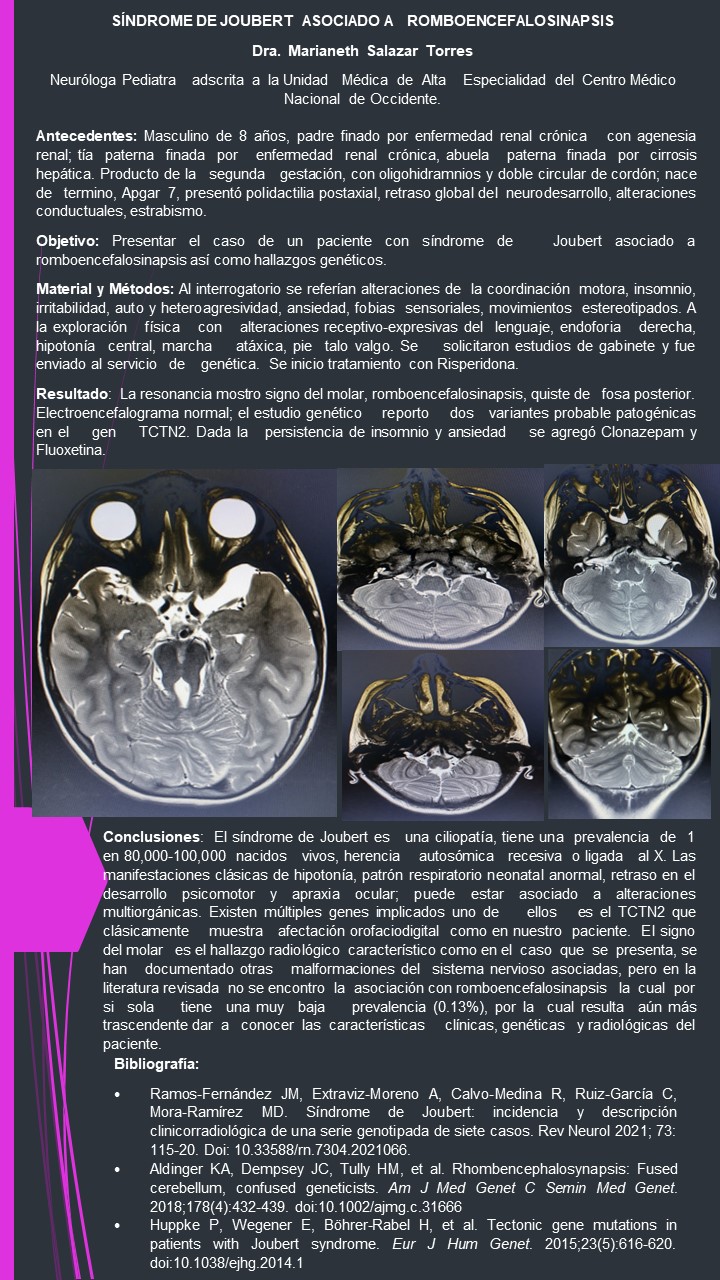 SÍNDROME DE JOUBERT ASOCIADO A ROMBOENCEFALOSINAPSIS
Dra. Marianeth Salazar Torres
Neuróloga Pediatra adscrita a la Unidad Médica de Alta Especialidad del Centro Médico
Nacional de Occidente.
Antecedentes: Masculino de 8 años, padre finado por enfermedad renal crónica con agenesia
renal; tía paterna finada por enfermedad renal crónica, abuela paterna finada por cirrosis
hepática. Producto de la segunda gestación, con oligohidramnios y doble circular de cordón; nace
de termino, Apgar 7, presentó polidactilia postaxial, retraso global del neurodesarrollo, alteraciones
conductuales, estrabismo.
Objetivo: Presentar el caso de un paciente con síndrome de Joubert asociado a
romboencefalosinapsis así como hallazgos genéticos.
Material y Métodos: Al interrogatorio se referían alteraciones de la coordinación motora, insomnio,
irritabilidad, auto y heteroagresividad, ansiedad, fobias sensoriales, movimientos estereotipados. A
la exploración física con alteraciones receptivo-expresivas del lenguaje, endoforia derecha,
hipotonía central, marcha atáxica, pie talo valgo. Se solicitaron estudios de gabinete y fue
enviado al servicio de genética. Se inicio tratamiento con Risperidona.
Resultado: La resonancia mostro signo del molar, romboencefalosinapsis, quiste de fosa posterior.
Electroencefalograma normal; el estudio genético reporto dos variantes probable patogénicas
en el gen TCTN2. Dada la persistencia de insomnio y ansiedad se agregó Clonazepam y
Fluoxetina.
Conclusiones: El síndrome de Joubert es una ciliopatía, tiene una prevalencia de 1
en 80,000-100,000 nacidos vivos, herencia autosómica recesiva o ligada al X. Las
manifestaciones clásicas de hipotonía, patrón respiratorio neonatal anormal, retraso en el
desarrollo psicomotor y apraxia ocular; puede estar asociado a alteraciones
multiorgánicas. Existen múltiples genes implicados uno de ellos es el TCTN2 que
clásicamente muestra afectación orofaciodigital como en nuestro paciente. El signo
del molar es el hallazgo radiológico característico como en el caso que se presenta, se
han documentado otras malformaciones del sistema nervioso asociadas, pero en la
literatura revisada no se encontro la asociación con romboencefalosinapsis la cual por
si sola tiene una muy baja prevalencia (0.13%), por la cual resulta aún más
trascendente dar a conocer las características clínicas, genéticas y radiológicas del
paciente.
Bibliografía:
• Ramos-Fernández JM, Extraviz-Moreno A, Calvo-Medina R, Ruiz-García C,
Mora-Ramírez MD. Síndrome de Joubert: incidencia y descripción
clinicorradiológica de una serie genotipada de siete casos. Rev Neurol 2021; 73:
115-20. Doi: 10.33588/rn.7304.2021066.
• Aldinger KA, Dempsey JC, Tully HM, et al. Rhombencephalosynapsis: Fused
cerebellum, confused geneticists. Am J Med Genet C Semin Med Genet.
2018;178(4):432-439. doi:10.1002/ajmg.c.31666
• Huppke P, Wegener E, Böhrer-Rabel H, et al. Tectonic gene mutations in
patients with Joubert syndrome. Eur J Hum Genet. 2015;23(5):616-620.
doi:10.1038/ejhg.2014.1